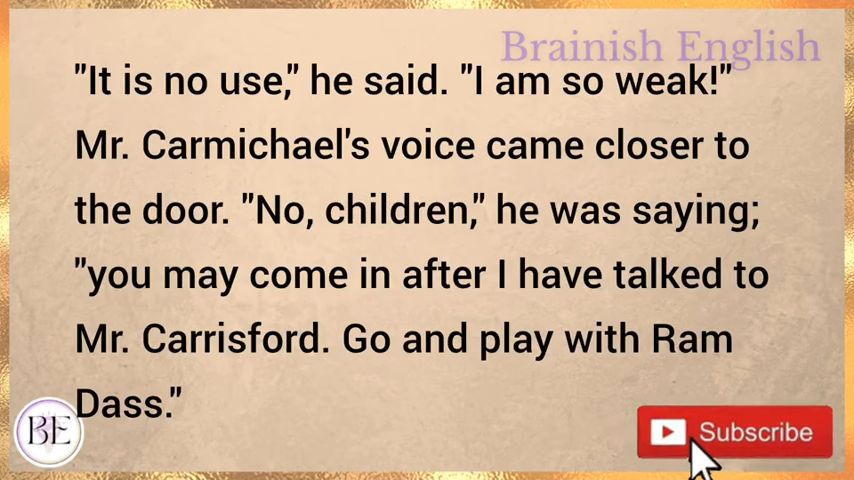 Brainish English
"It is no use," he said. "I am so weak!"
Mr. Carmichael's voice came closer to
the door. "No, children," he was saying;
"you may come in after I have talked to
Mr. Carrisford. Go and play with Ram
Dass."
BE
Subscribe